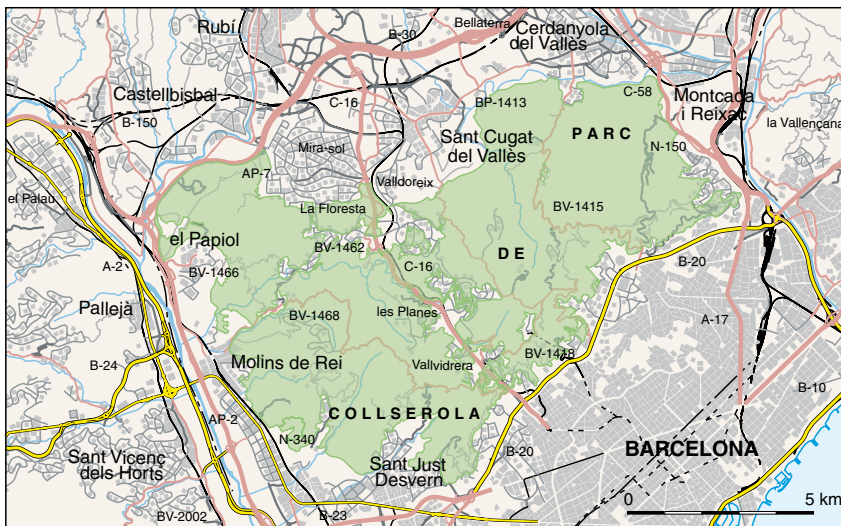 Rubí
B-30
Bellaterra
Cerdanyola
del Vallès
Castellbisbal
C-16
BP-1413
C-58
Montcada
i Reixac
B-150
PARC
la Vallençana
Mira-sol
Sant Cugat
del Vallès
N-150
AP-7
Valldoreix
el Palau
La Floresta
BV-1415
el Papiol
BV-1462
DE
A-2
BV-1466
C-16
B-20
Pallejà
BV-1468
les Planes
A-17
B-24
Molins de Rei
Vallvidrera
BV-1418
B-10
AP-2
COLLSEROLA
N-340
B-20
BARCELONA
Sant Vicenç
dels Horts
Sant Just
Desvern
0
5 km
BV-2002
B-23